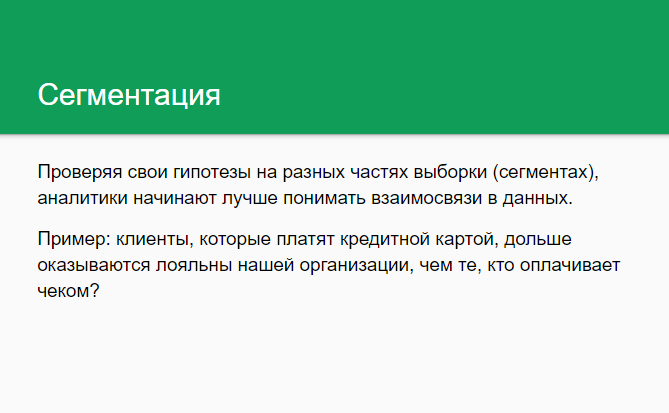 Сегментация
Проверяя свои гипотезы на разных частях выборки (сегментах),
аналитики начинают лучше понимать взаимосвязи в данных.
Пример: клиенты, которые платят кредитной картой, дольше
оказываются лояльны нашей организации, чем те, кто оплачивает
чеком?